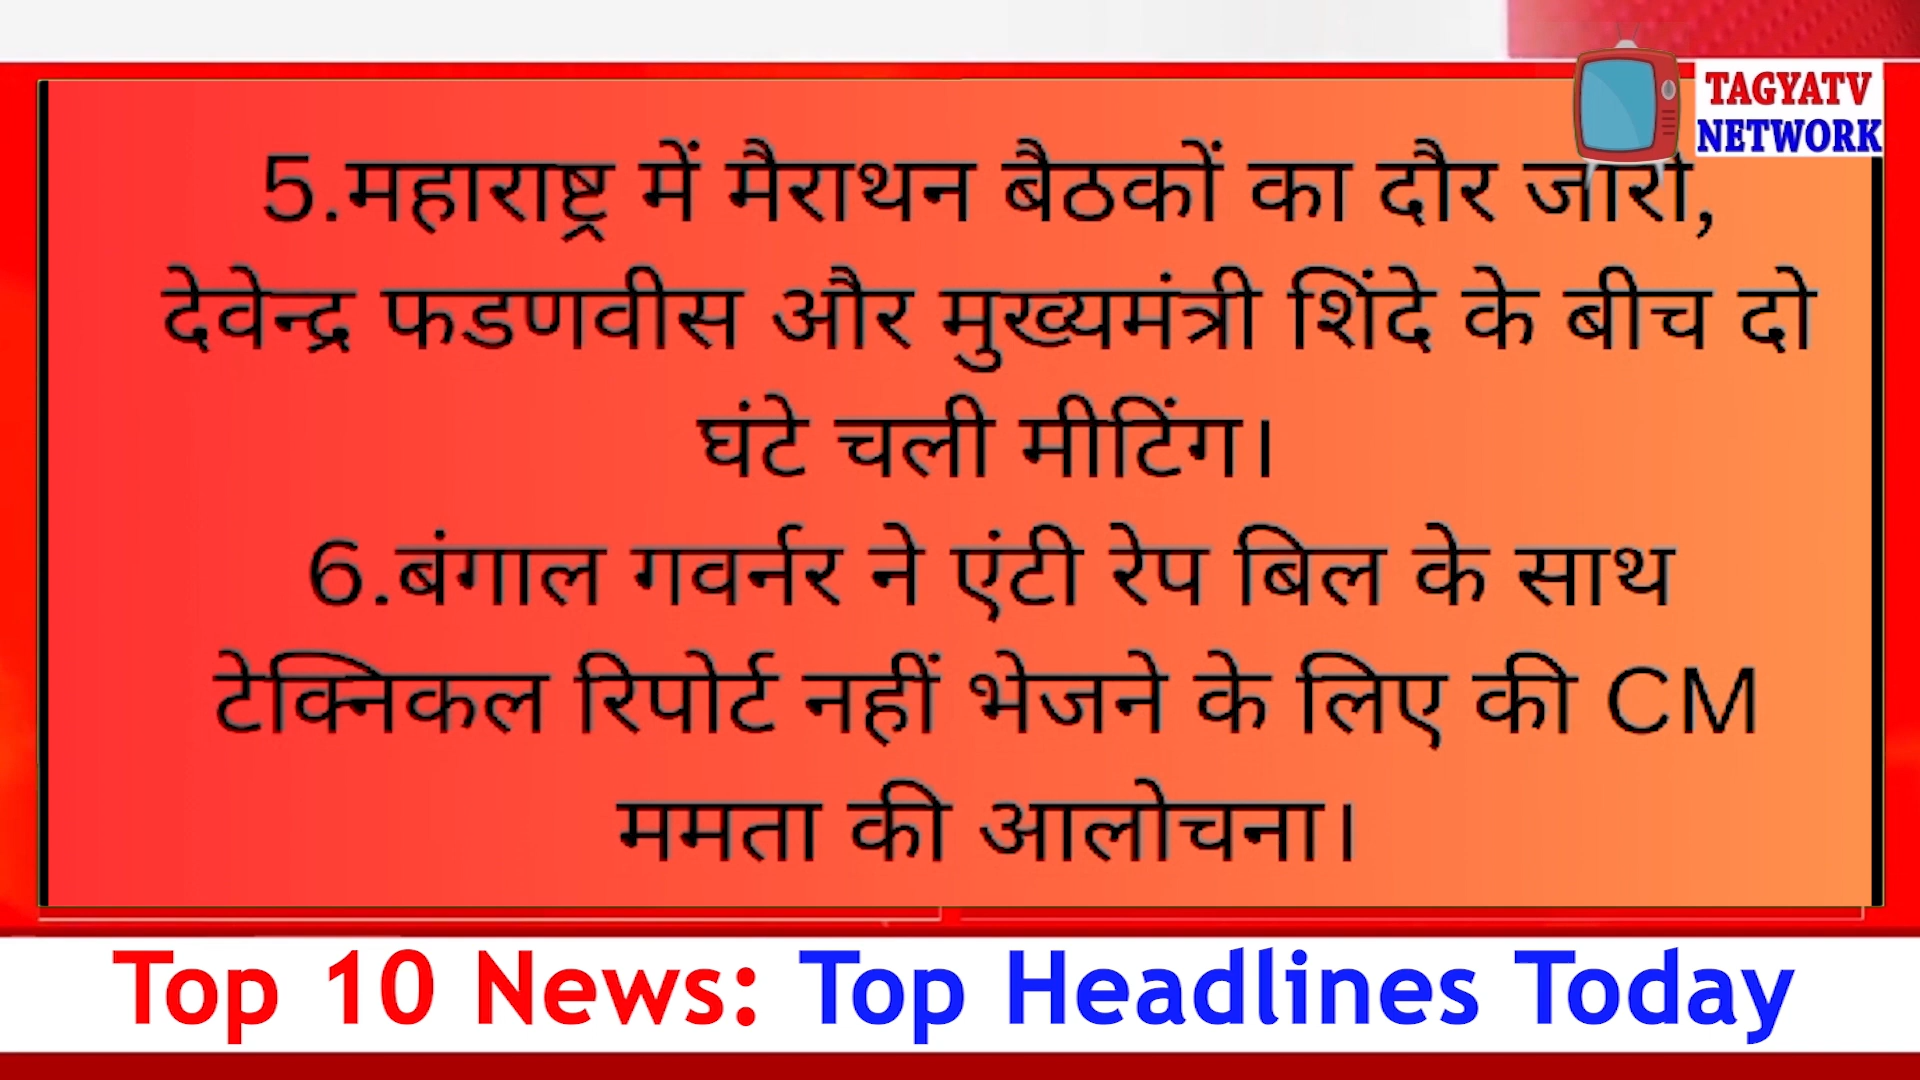 TAGYATV
NETWORK
5.महाराष्ट्र में मैराथन बैठकों का दौर जारी,
देवेन्द्र फडणवीस और मुख्यमंत्री शिंदे के बीच दो
घंटे चली मीटिंग।
6.बंगाल गवर्नर ने एंटी रेप बिल के साथ
टेक्निकल रिपोर्ट नहीं भेजने के लिए की CM
ममता की आलोचना।
Top 10 News: Top Headlines Today